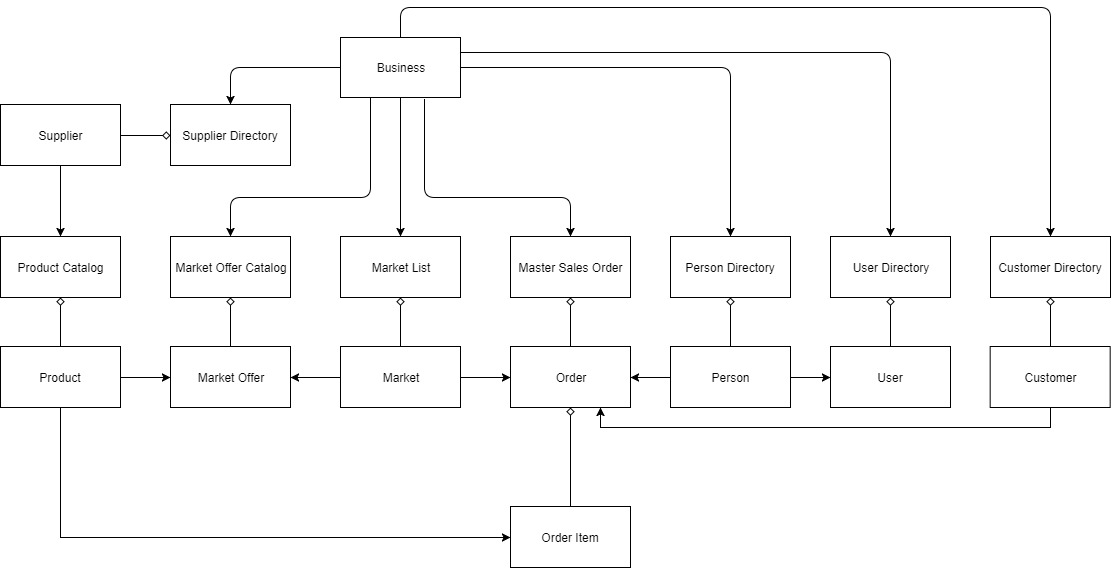 Business
Supplier
Supplier Directory
Product Catalog
Market Offer Catalog
Market List
Master Sales Order
Person Directory
User Directory
Customer Directory
Product
Market Offer
Market
Order
Person
User
Customer
Order Item